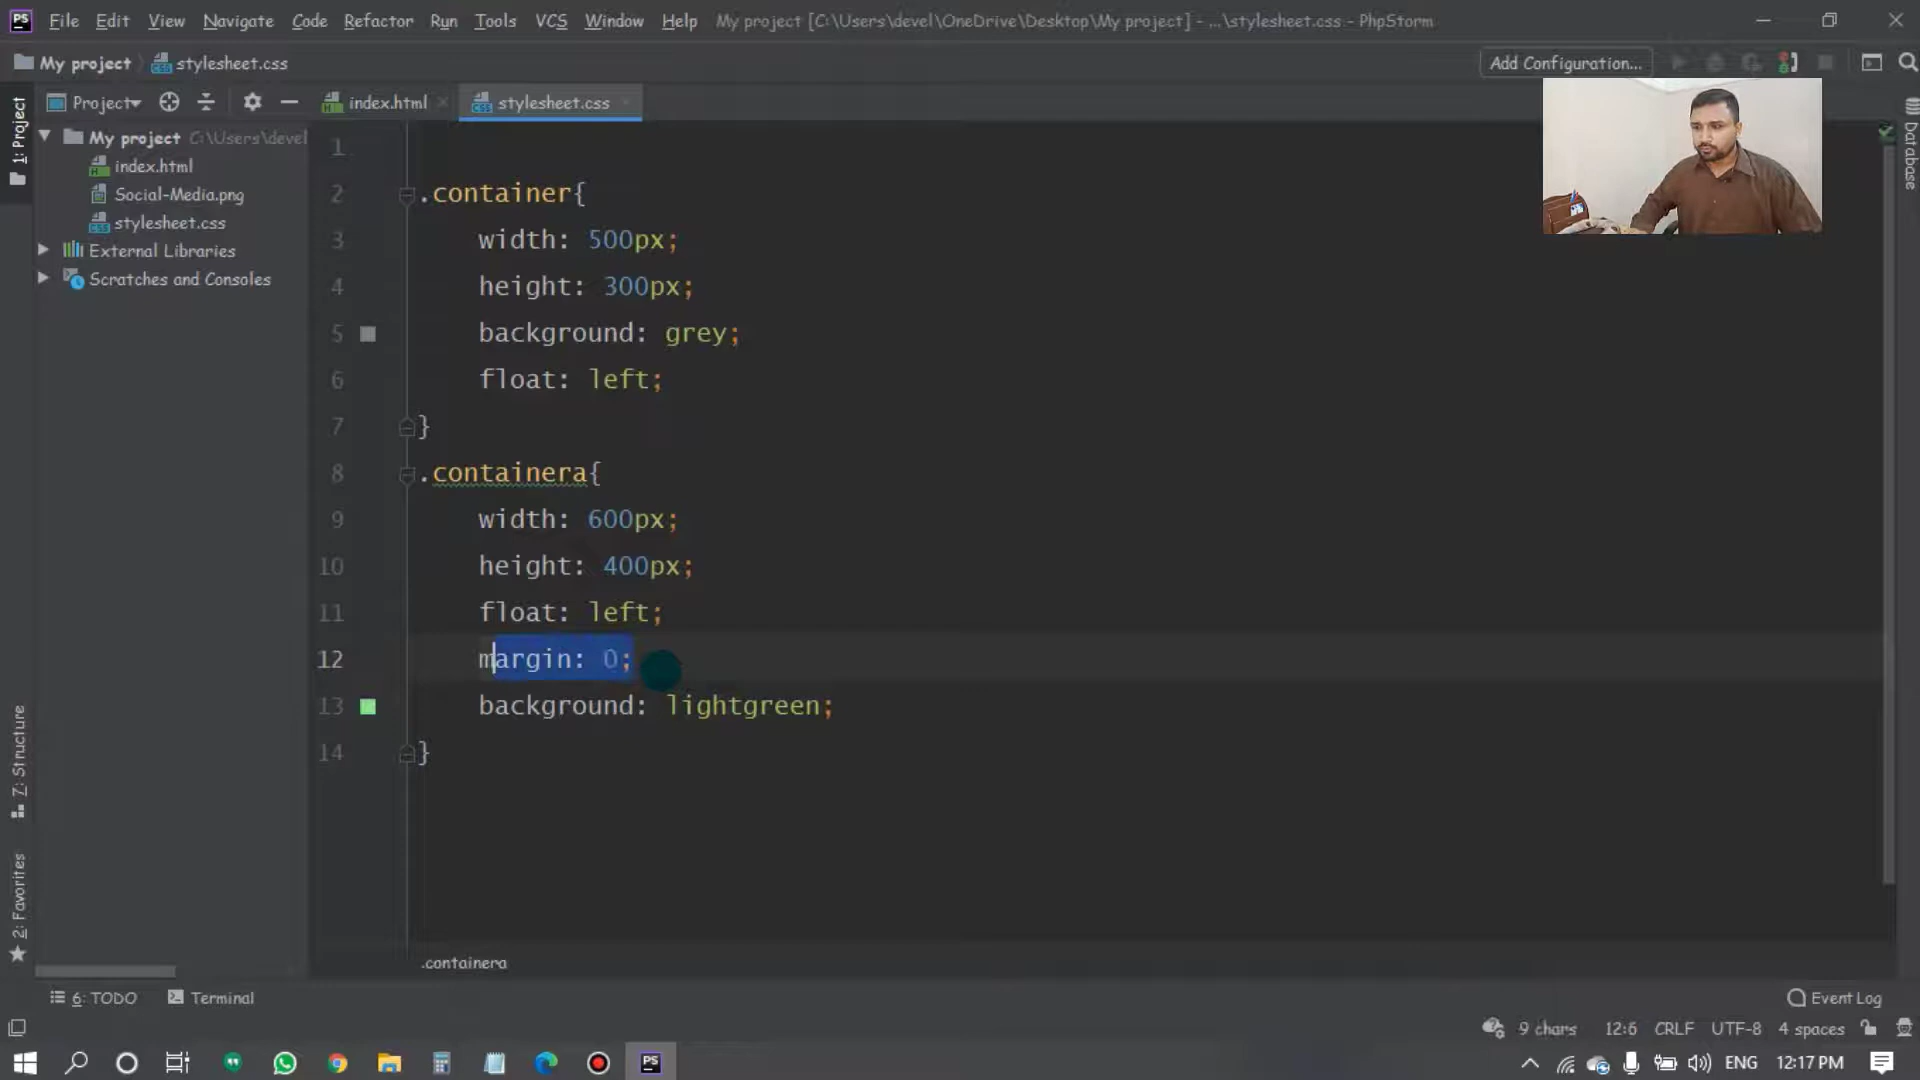 File Edit View Navigate Code Refactor Run Tools VCS Window Help My project [C:\Users\devel\OneDrive\Desktop\My project] - ...\stylesheet.css - PhpStorm
My project stylesheet.css Add Configuration...
Project index.html stylesheet.css
1: Project
My project C:\Users\devel
index.html
Social-Media.png
stylesheet.css
External Libraries
Scratches and Consoles
7: Structure
2: Favorites
Database
1
2 .container{
3 width: 500px;
4 height: 300px;
5 background: grey;
6 float: left;
7 }
8 .containera{
9 width: 600px;
10 height: 400px;
11 float: left;
12 margin: 0;
13 background: lightgreen;
14 }
.containera
6: TODO Terminal Event Log
9 chars 12:6 CRLF UTF-8 4 spaces
PS ENG 12:17 PM